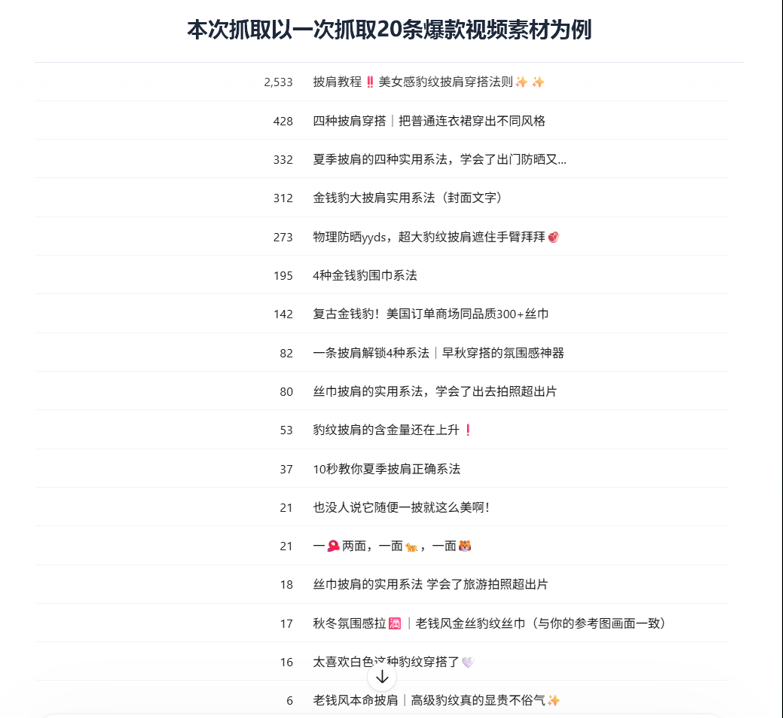 本次抓取以一次抓取20条爆款视频素材为例
2,533 披肩教程‼️美女感豹纹披肩穿搭法则✨✨
428 四种披肩穿搭｜把普通连衣裙穿出不同风格
332 夏季披肩的四种实用系法，学会了出门防晒又...
312 金钱豹大披肩实用系法（封面文字）
273 物理防晒yyds，超大豹纹披肩遮住手臂拜拜🥩
195 4种金钱豹围巾系法
142 复古金钱豹！美国订单商场同品质300+丝巾
82 一条披肩解锁4种系法｜早秋穿搭的氛围感神器
80 丝巾披肩的实用系法，学会了出去拍照超出片
53 豹纹披肩的含金量还在上升❗
37 10秒教你夏季披肩正确系法
21 也没人说它随便一披就这么美啊！
21 一🧣两面，一面🐆，一面🐯
18 丝巾披肩的实用系法 学会了旅游拍照超出片
17 秋冬氛围感拉🈵｜老钱风金丝豹纹丝巾（与你的参考图画面一致）
16 太喜欢白色这种豹纹穿搭了🤍
6 老钱风本命披肩｜高级豹纹真的显贵不俗气✨